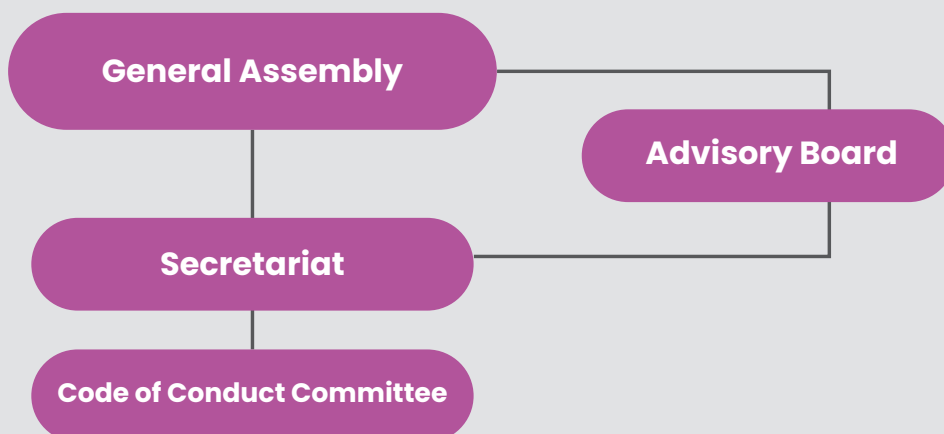 General Assembly
Advisory Board
Secretariat
Code of Conduct Committee